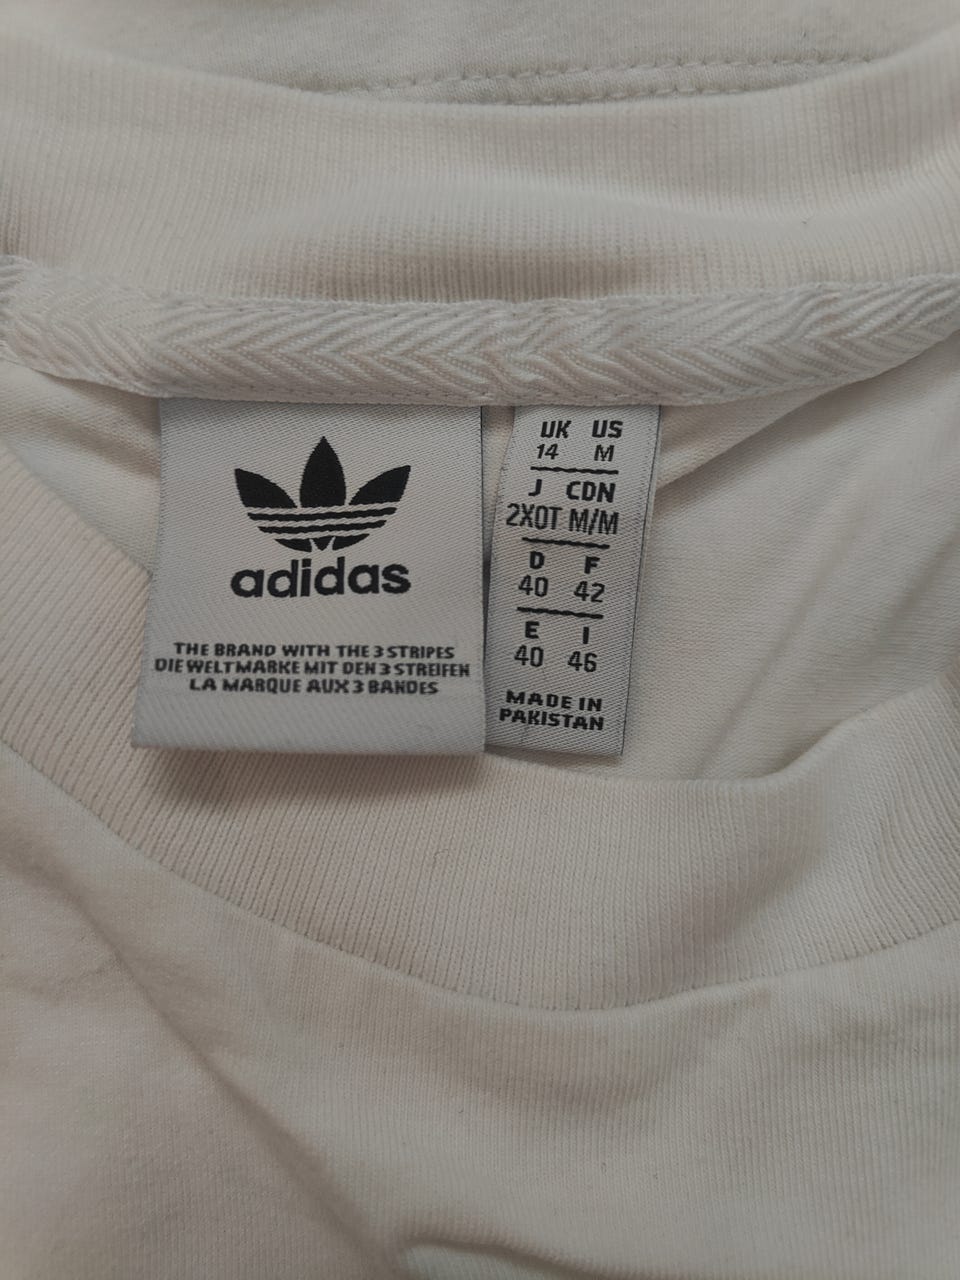 adidas
THE BRAND WITH THE 3 STRIPES
DIE WELTMARKE MIT DEN 3 STREIFEN
LA MARQUE AUX 3 BANDES
UK US
14 M
J CDN
2XOT M/M
D F
40 42
E I
40 46
MADE IN
PAKISTAN